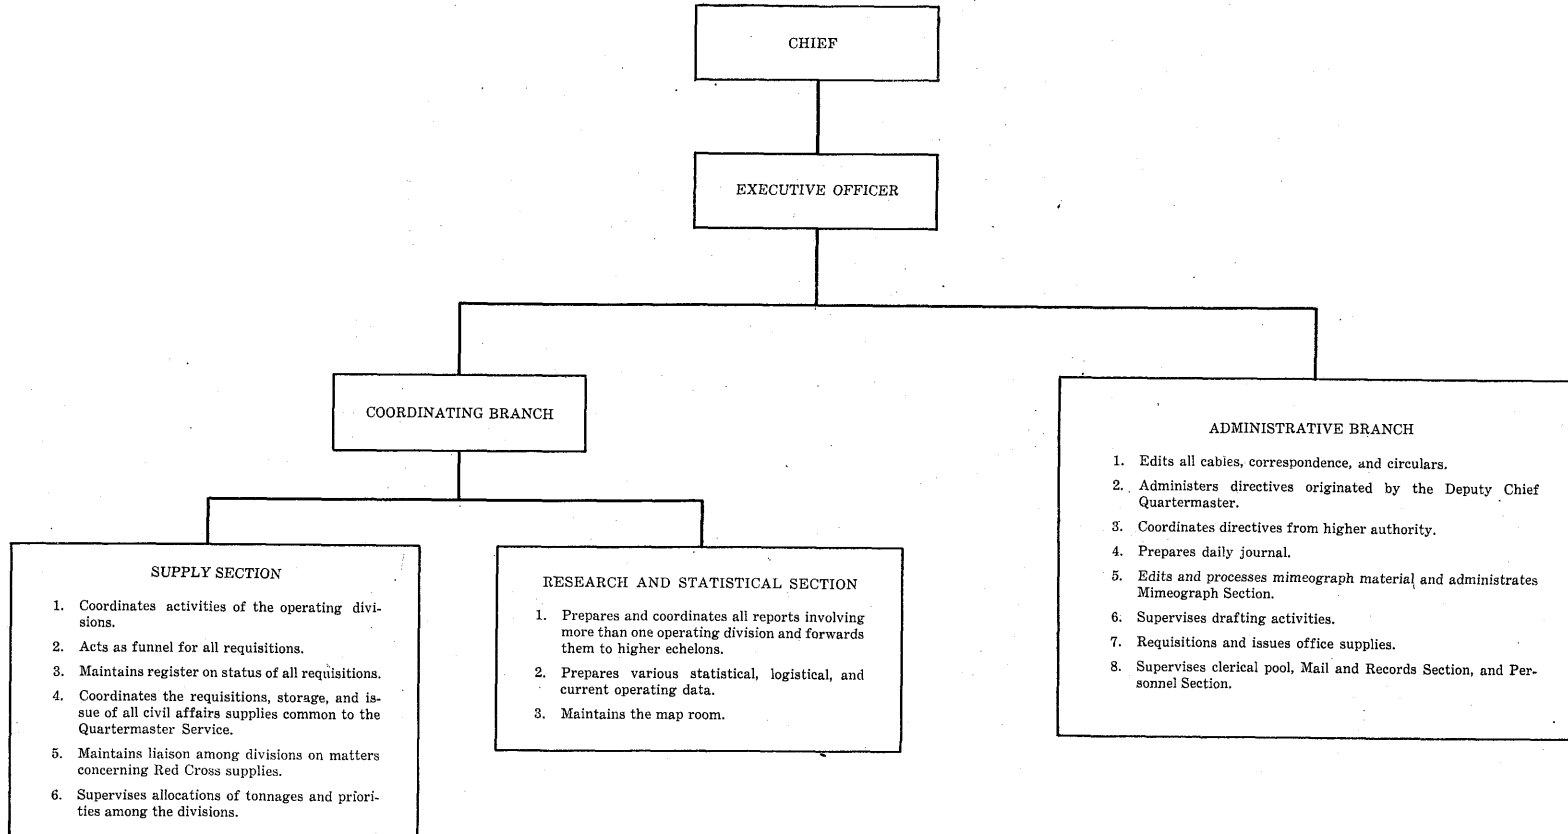 CHIEF
EXECUTIVE OFFICER
COORDINATING BRANCH
ADMINISTRATIVE BRANCH
1. Edits all cables, correspondence, and circulars.
2. Administers directives originated by the Deputy Chief
Quartermaster.
3. Coordinates directives from higher authority.
4. Prepares daily journal.
5. Edits and processes mimeograph material and administrates
Mimeograph Section.
6. Supervises drafting activities.
7. Requisitions and issues office supplies.
8. Supervises clerical pool, Mail and Records Section, and Per-
sonnel Section.
SUPPLY SECTION
1. Coordinates activities of the operating divi-
sions.
2. Acts as funnel for all requisitions.
3. Maintains register on status of all requisitions.
4. Coordinates the requisitions, storage, and is-
sue of all civil affairs supplies common to the
Quartermaster Service.
5. Maintains liaison among divisions on matters
concerning Red Cross supplies.
6. Supervises allocations of tonnages and priori-
ties among the divisions.
RESEARCH AND STATISTICAL SECTION
1. Prepares and coordinates all reports involving
more than one operating division and forwards
them to higher echelons.
2. Prepares various statistical, logistical, and
current operating data.
3. Maintains the map room.